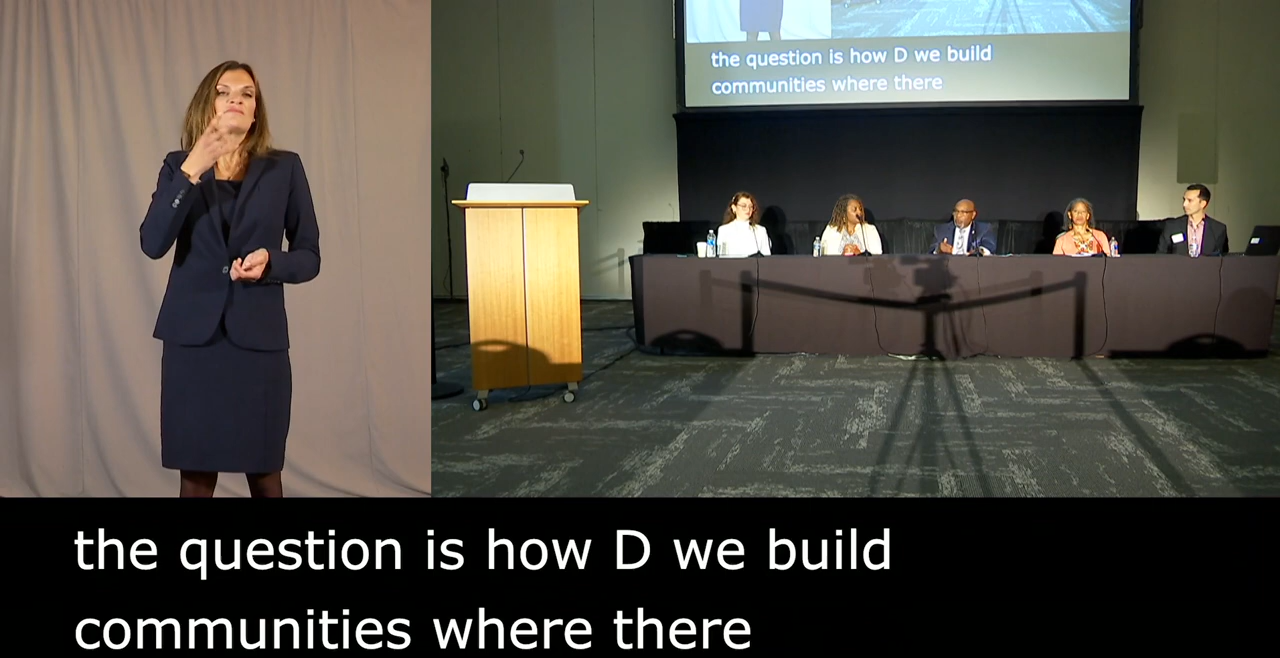 the question is how D we build
communities where there
the question is how D we build
communities where there